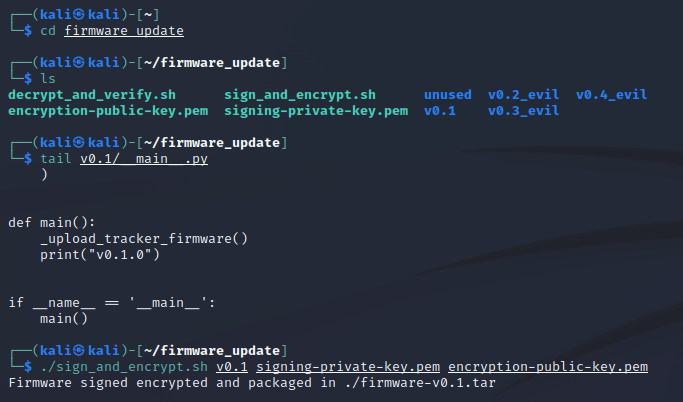 ┌──(kali㉿kali)-[~]
└─$ cd firmware_update
┌──(kali㉿kali)-[~/firmware_update]
└─$ ls
decrypt_and_verify.sh      sign_and_encrypt.sh      unused  v0.2_evil  v0.4_evil
encryption-public-key.pem  signing-private-key.pem  v0.1    v0.3_evil
┌──(kali㉿kali)-[~/firmware_update]
└─$ tail v0.1/__main__.py
    )
def main():
    _upload_tracker_firmware()
    print("v0.1.0")
if __name__ == '__main__':
    main()
┌──(kali㉿kali)-[~/firmware_update]
└─$ ./sign_and_encrypt.sh v0.1 signing-private-key.pem encryption-public-key.pem
Firmware signed encrypted and packaged in ./firmware-v0.1.tar